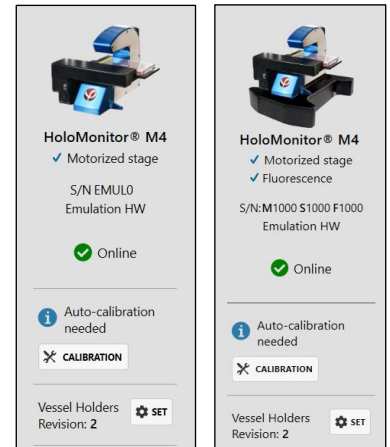 HoloMonitor® M4
✓ Motorized stage
S/N EMUL0
Emulation HW
Online
Auto-calibration
needed
CALIBRATION
Vessel Holders
Revision: 2
SET
HoloMonitor® M4
✓ Motorized stage
✓ Fluorescence
S/N:M1000 S1000 F1000
Emulation HW
Online
Auto-calibration
needed
CALIBRATION
Vessel Holders
Revision: 2
SET